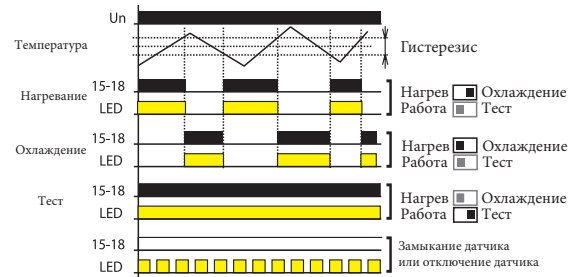 Un
Температура
Гистерезис
Нагревание
15-18
LED
Нагрев Охлаждение
Работа Тест
Охлаждение
15-18
LED
Нагрев Охлаждение
Работа Тест
Тест
15-18
LED
Нагрев Охлаждение
Работа Тест
15-18
LED
Замыкание датчика
или отключение датчика